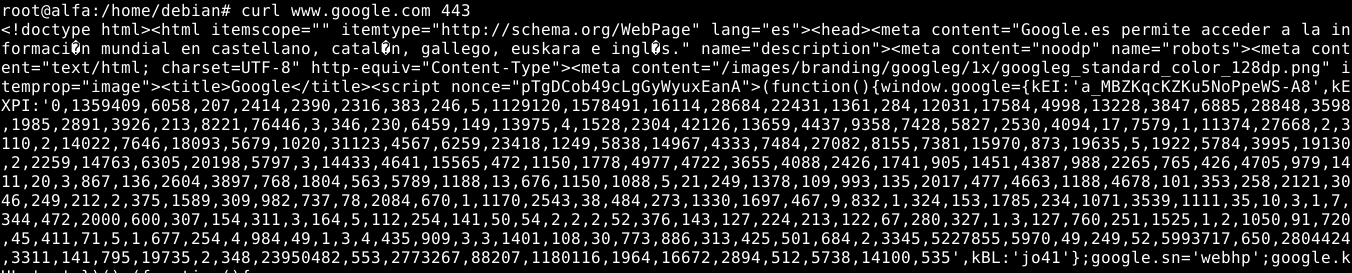 root@alfa:/home/debian# curl www.google.com 443
<!doctype html><html itemscope="" itemtype="http://schema.org/WebPage" lang="es"><head><meta content="Google.es permite acceder a la in
formaci�n mundial en castellano, catal�n, gallego, euskara e ingl�s." name="description"><meta content="noodp" name="robots"><meta cont
ent="text/html; charset=UTF-8" http-equiv="Content-Type"><meta content="/images/branding/googleg/1x/googleg_standard_color_128dp.png" i
temprop="image"><title>Google</title><script nonce="pTgDCob49cLgGyWyuxEanA">(function(){window.google={kEI:'a_MBZKqcKZKu5NoPpeWS-A8',kE
XPI:'0,1359409,6058,207,2414,2390,2316,383,246,5,1129120,1578491,16114,28684,22431,1361,284,12031,17584,4998,13228,3847,6885,28848,3598
,1985,2891,3926,213,8221,76446,3,346,230,6459,149,13975,4,1528,2304,42126,13659,4437,9358,7428,5827,2530,4094,17,7579,1,11374,27668,2,3
110,2,14022,7646,18093,5679,1020,31123,4567,6259,23418,1249,5838,14967,4333,7484,27082,8155,7381,15970,873,19635,5,1922,5784,3995,19130
,2,2259,14763,6305,20198,5797,3,14433,4641,15565,472,1150,1778,4977,4722,3655,4088,2426,1741,905,1451,4387,988,2265,765,426,4705,979,14
11,20,3,867,136,2604,3897,768,1804,563,5789,1188,13,676,1150,1088,5,21,249,1378,109,993,135,2017,477,4663,1188,4678,101,353,258,2121,30
46,249,212,2,375,1589,309,982,737,78,2084,670,1,1170,2543,38,484,273,1330,1697,467,9,832,1,324,153,1785,234,1071,3539,1111,35,10,3,1,7,
344,472,2000,600,307,154,311,3,164,5,112,254,141,50,54,2,2,2,52,376,143,127,224,213,122,67,280,327,1,3,127,760,251,1525,1,2,1050,91,720
,45,411,71,5,1,677,254,4,984,49,1,3,4,435,909,3,3,1401,108,30,773,886,313,425,501,684,2,3345,5227855,5970,49,249,52,5993717,650,2804424
,3311,141,795,19735,2,348,23950482,553,2773267,88207,1180116,1964,16672,2894,512,5738,14100,535',kBL:'jo41'};google.sn='webhp';google.k